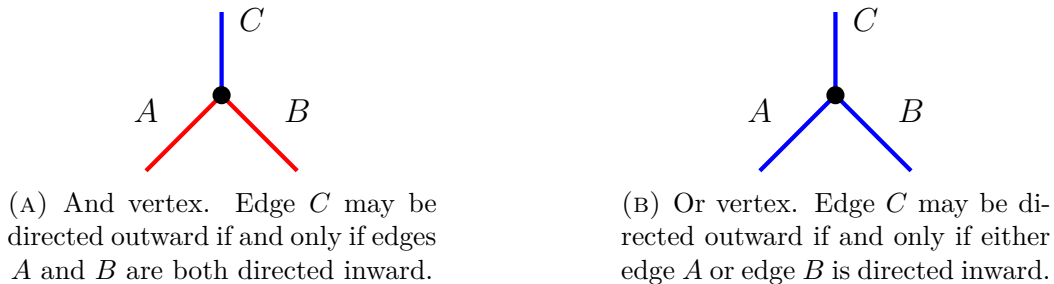 C
A
B
(A) And vertex. Edge C may be
directed outward if and only if edges
A and B are both directed inward.
C
A
B
(B) Or vertex. Edge C may be di-
rected outward if and only if either
edge A or edge B is directed inward.